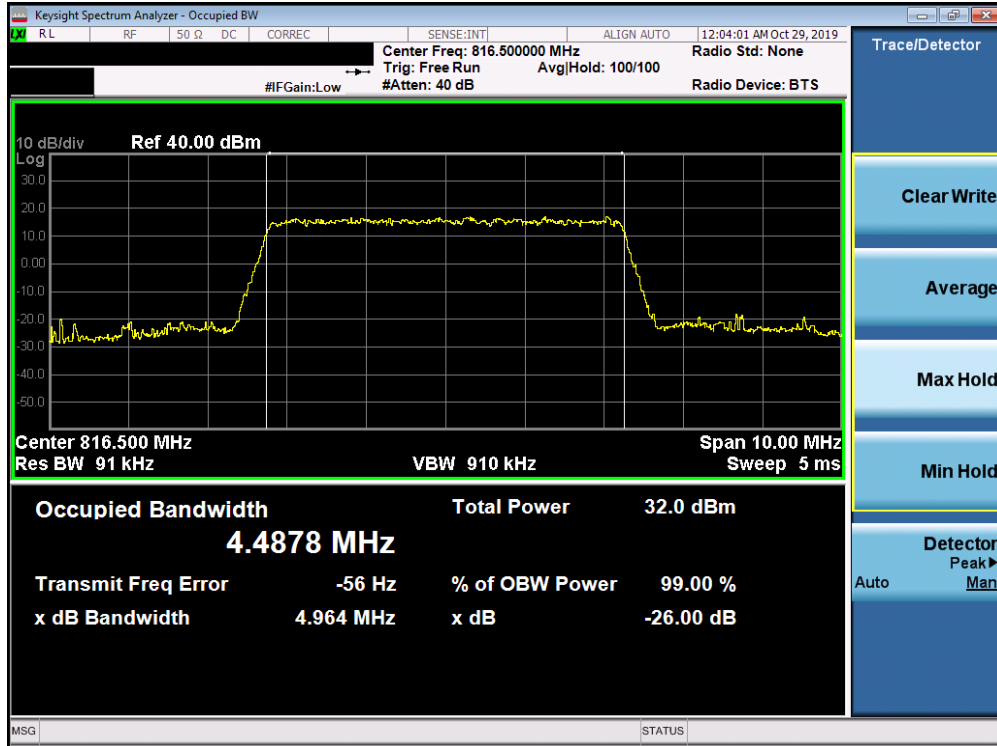 Keysight Spectrum Analyzer - Occupied BW
LXI RL RF 50 Ω DC CORREC SENSE:INT ALIGN AUTO 12:04:01 AM Oct 29, 2019
Center Freq: 816.500000 MHz Radio Std: None
Trig: Free Run Avg|Hold: 100/100
#IFGain:Low #Atten: 40 dB Radio Device: BTS
10 dB/div Ref 40.00 dBm
Log
30.0
20.0
10.0
0.00
-10.0
-20.0
-30.0
-40.0
-50.0
Center 816.500 MHz Span 10.00 MHz
Res BW 91 kHz VBW 910 kHz Sweep 5 ms
Occupied Bandwidth Total Power 32.0 dBm
4.4878 MHz
Transmit Freq Error -56 Hz % of OBW Power 99.00 %
x dB Bandwidth 4.964 MHz x dB -26.00 dB
Trace/Detector
Clear Write
Average
Max Hold
Min Hold
Detector
Peak▶
Auto Man
MSG STATUS